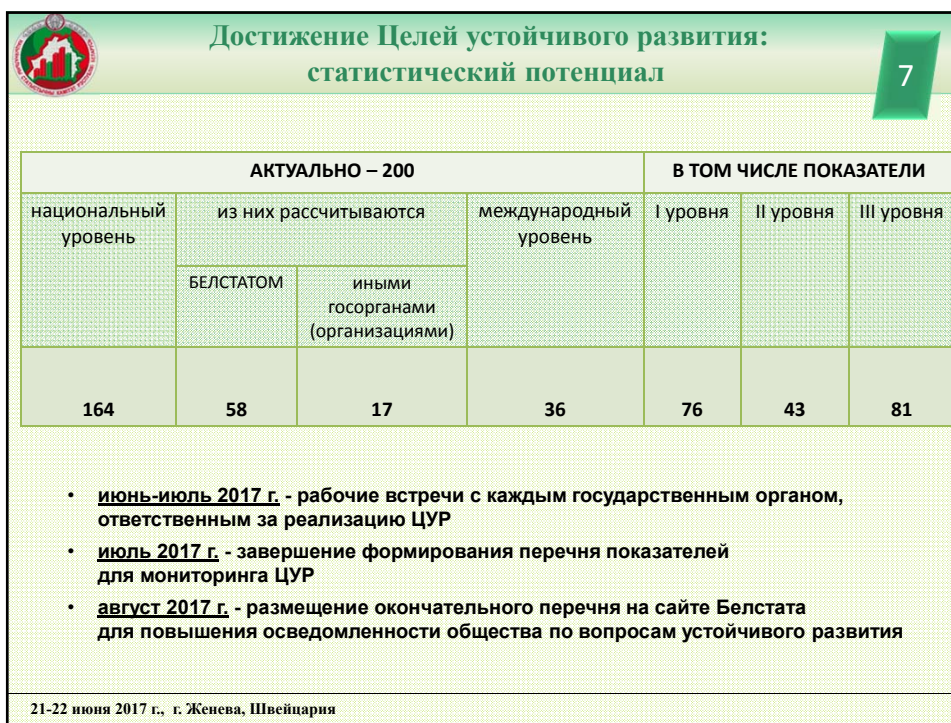 Достижение Целей устойчивого развития:
статистический потенциал
7
АКТУАЛЬНО – 200
В ТОМ ЧИСЛЕ ПОКАЗАТЕЛИ
национальный
уровень
из них рассчитываются
международный
уровень
I уровня
II уровня
III уровня
БЕЛСТАТОМ
иными
госорганами
(организациями)
164
58
17
36
76
43
81
• июнь-июль 2017 г. - рабочие встречи с каждым государственным органом,
ответственным за реализацию ЦУР
• июль 2017 г. - завершение формирования перечня показателей
для мониторинга ЦУР
• август 2017 г. - размещение окончательного перечня на сайте Белстата
для повышения осведомленности общества по вопросам устойчивого развития
21-22 июня 2017 г., г. Женева, Швейцария